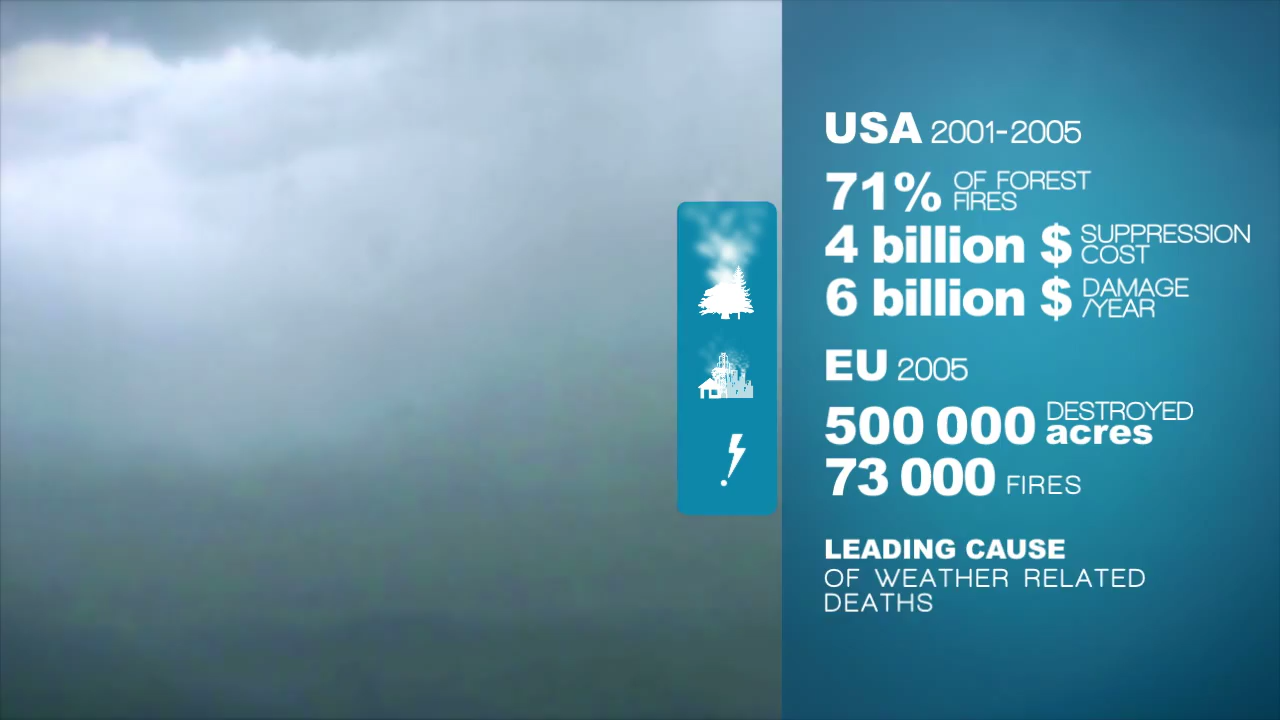 USA 2001-2005
71% OF FOREST
FIRES
4 billion $ SUPPRESSION
COST
6 billion $ DAMAGE
/YEAR
EU 2005
500 000 DESTROYED
acres
73 000 FIRES
LEADING CAUSE
OF WEATHER RELATED
DEATHS